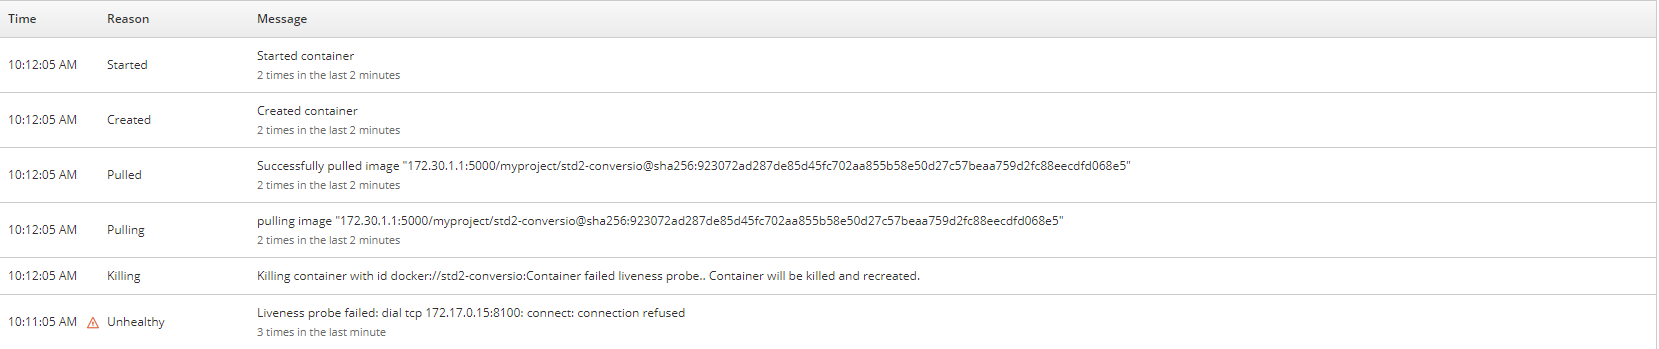 Time Reason Message
Started container
10:12:05 AM Started
2 times in the last 2 minutes
Created container
10:12:05 AM Created
2 times in the last 2 minutes
Successfully pulled image "172.30.1.1:5000/myproject/std2-conversio@sha256:923072ad287de85d45fc702aa855b58e50d27c57beaa759d2fc88eecdfd068e5"
10:12:05 AM Pulled
2 times in the last 2 minutes
pulling image "172.30.1.1:5000/myproject/std2-conversio@sha256:923072ad287de85d45fc702aa855b58e50d27c57beaa759d2fc88eecdfd068e5"
10:12:05 AM Pulling
2 times in the last 2 minutes
10:12:05 AM Killing Killing container with id docker://std2-conversio:Container failed liveness probe.. Container will be killed and recreated.
Liveness probe failed: dial tcp 172.17.0.15:8100: connect: connection refused
10:11:05 AM Unhealthy
3 times in the last minute